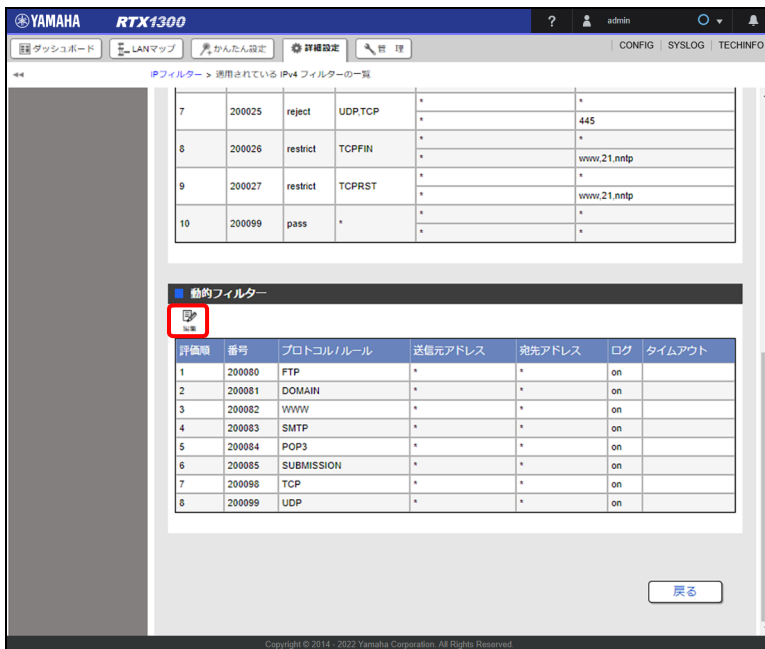 YAMAHA RTX1300 ? admin
ダッシュボード LANマップ かんたん設定 詳細設定 管理 CONFIG SYSLOG TECHINFO
IPフィルター > 適用されている IPv4 フィルターの一覧
7 200025 reject UDP,TCP * *
* 445
8 200026 restrict TCPFIN * *
* www,21,nntp
9 200027 restrict TCPRST * *
* www,21,nntp
10 200099 pass * * *
* *
動的フィルター
編集
評価順 番号 プロトコル / ルール 送信元アドレス 宛先アドレス ログ タイムアウト
1 200080 FTP * * on
2 200081 DOMAIN * * on
3 200082 WWW * * on
4 200083 SMTP * * on
5 200084 POP3 * * on
6 200085 SUBMISSION * * on
7 200098 TCP * * on
8 200099 UDP * * on
戻る
Copyright © 2014 - 2022 Yamaha Corporation. All Rights Reserved.